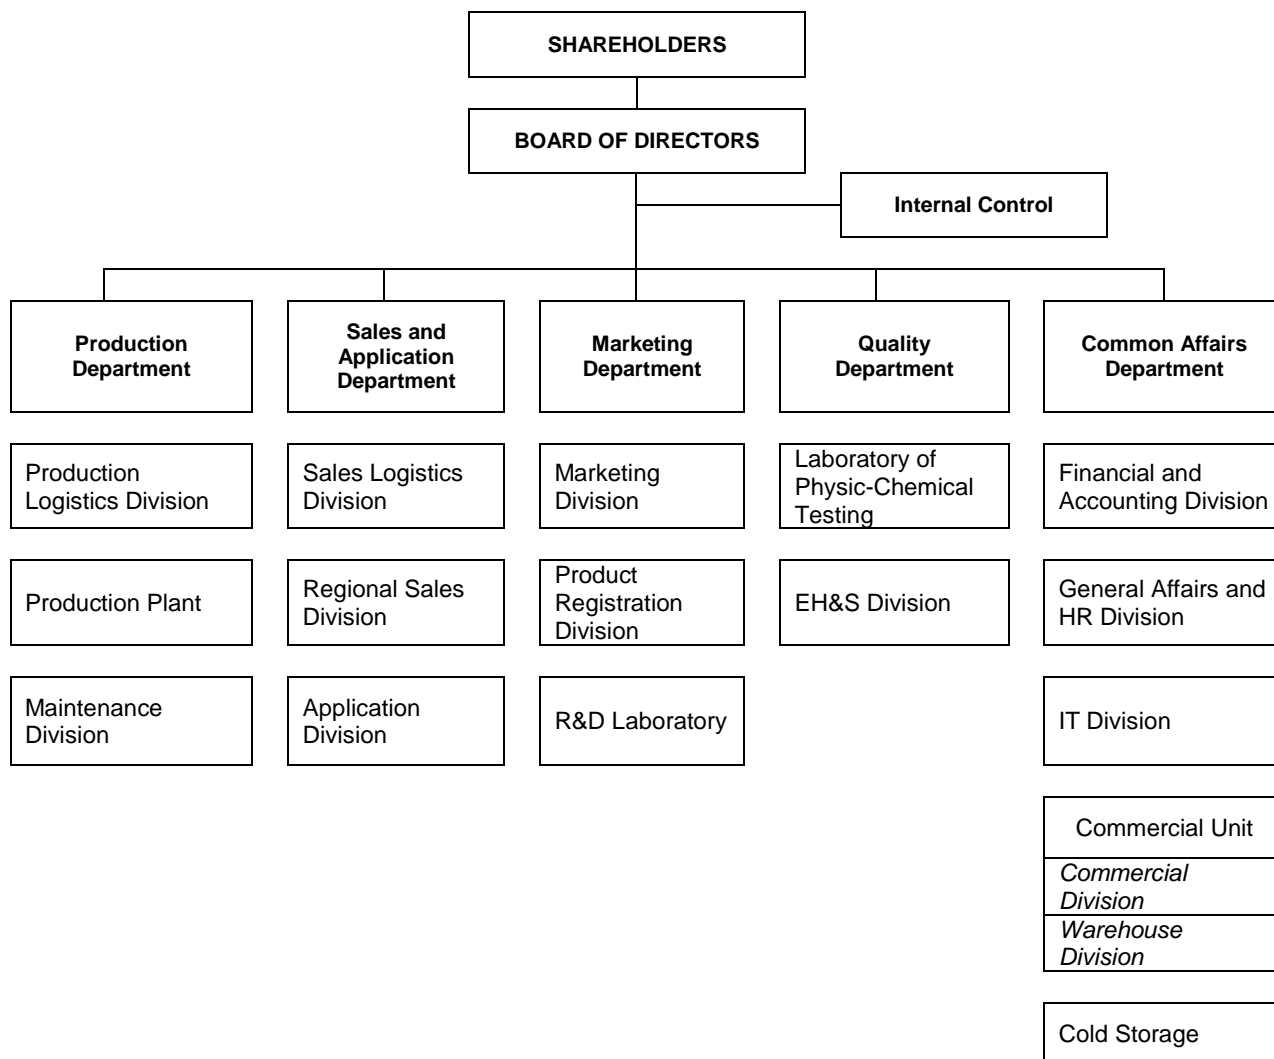 SHAREHOLDERS
BOARD OF DIRECTORS
Internal Control
Production
Department
Sales and
Application
Department
Marketing
Department
Quality
Department
Common Affairs
Department
Production
Logistics Division
Sales Logistics
Division
Marketing
Division
Laboratory of
Physic-Chemical
Testing
Financial and
Accounting Division
Production Plant
Regional Sales
Division
Product
Registration
Division
EH&S Division
General Affairs and
HR Division
Maintenance
Division
Application
Division
R&D Laboratory
IT Division
Commercial Unit
Commercial
Division
Warehouse
Division
Cold Storage